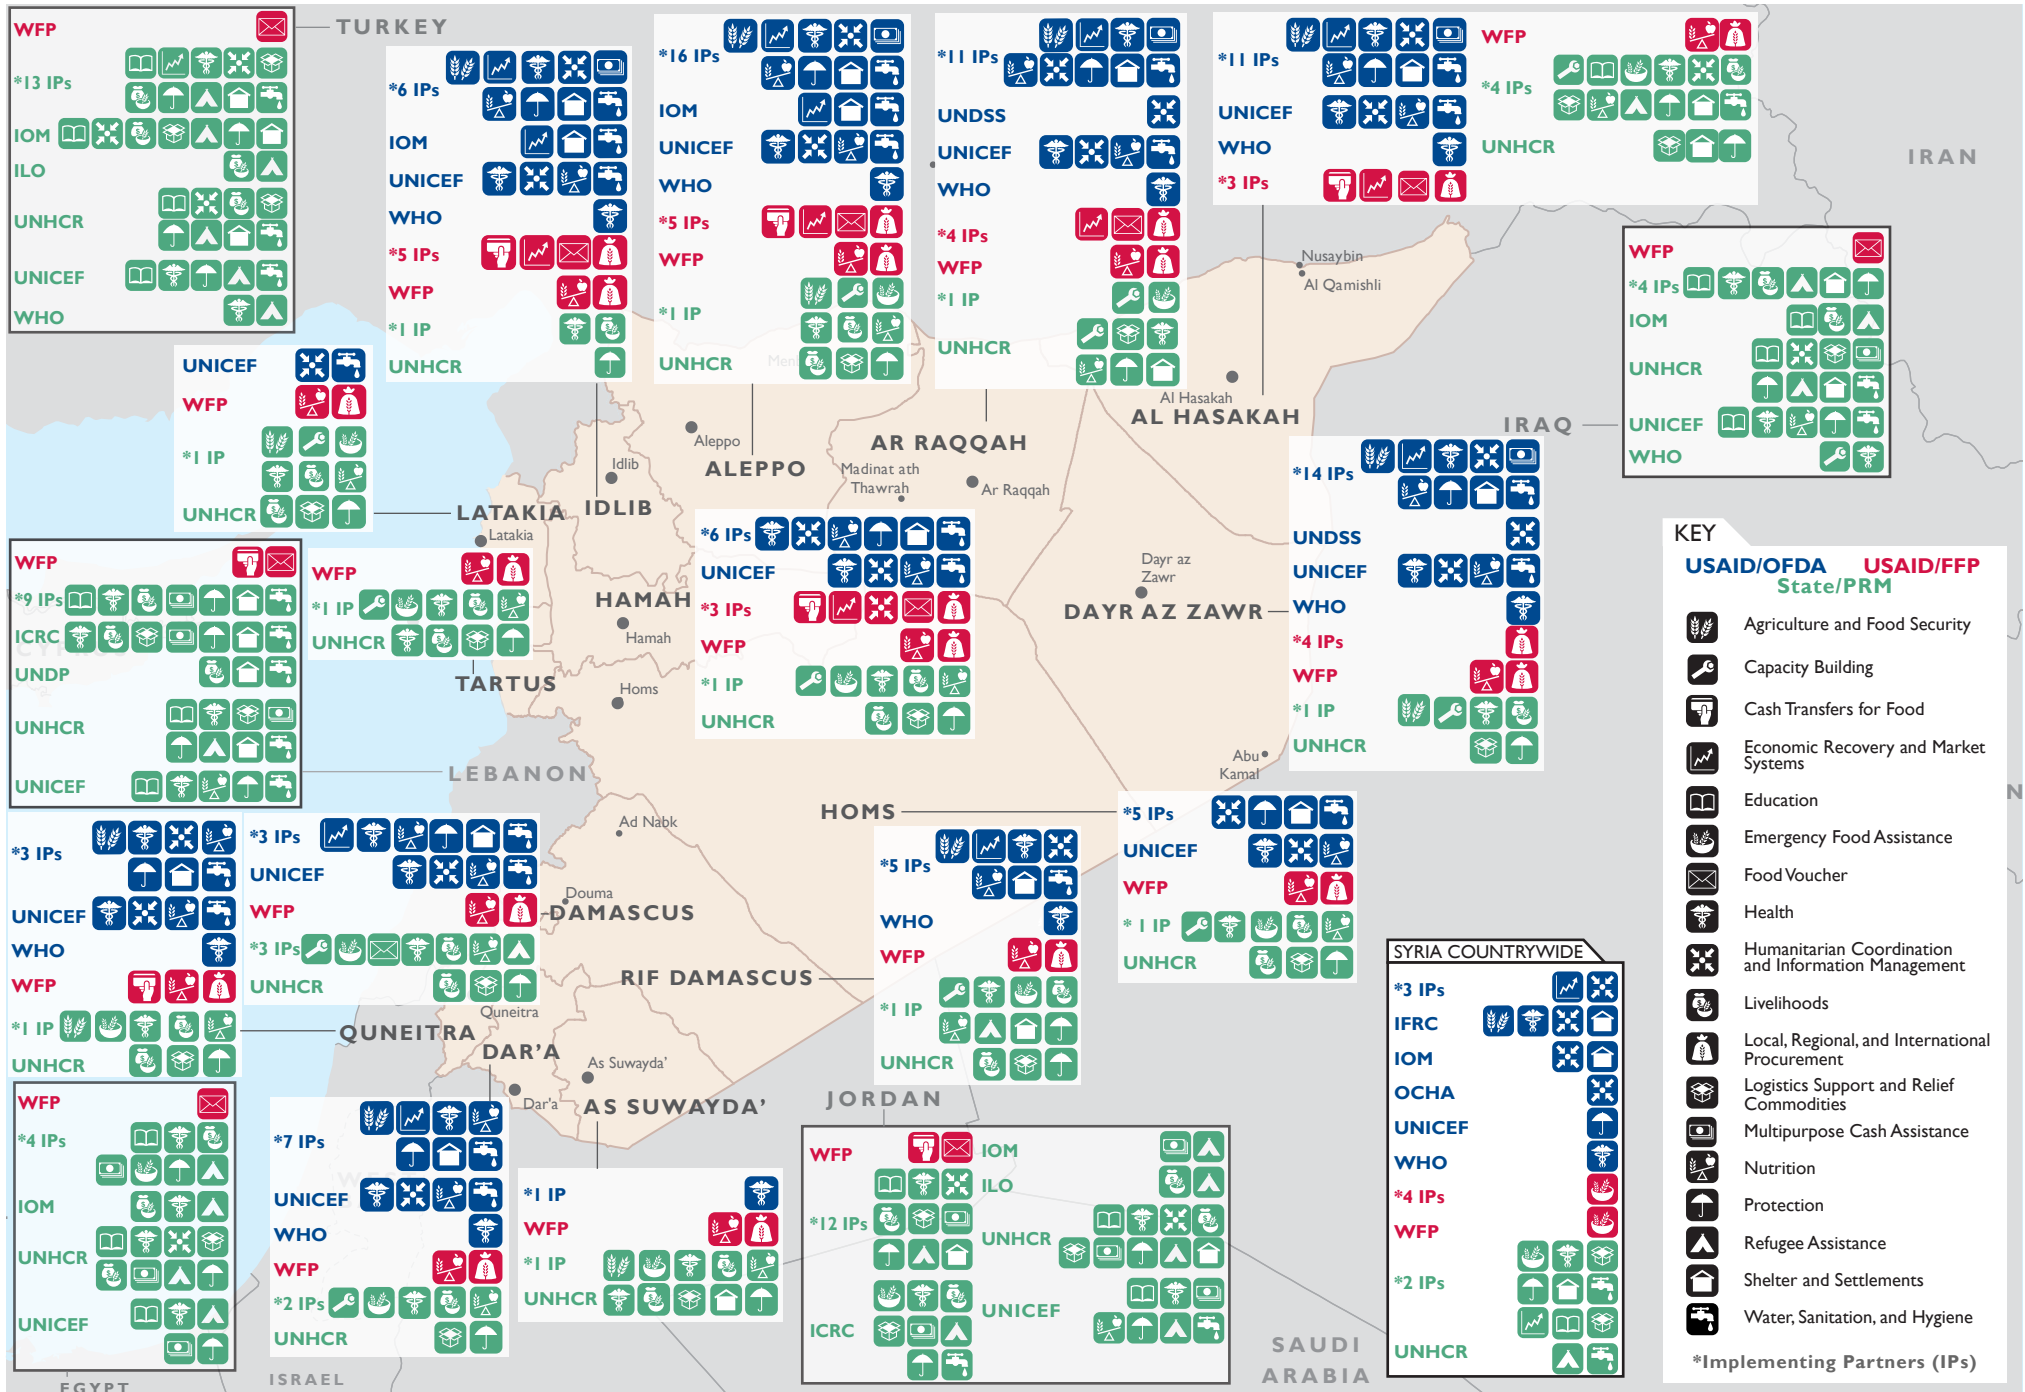 WFP
*13 IPs
IOM
ILO
UNHCR
UNICEF
WHO
TURKEY
*6 IPs
IOM
UNICEF
WHO
*5 IPs
WFP
*1 IP
UNHCR
*16 IPs
IOM
UNICEF
WHO
*5 IPs
WFP
*1 IP
UNHCR
*11 IPs
UNDSS
UNICEF
WHO
*4 IPs
WFP
*1 IP
UNHCR
*11 IPs
UNICEF
WHO
*3 IPs
WFP
*4 IPs
UNHCR
IRAN
WFP
*4 IPs
IOM
UNHCR
UNICEF
WHO
IRAQ
Nusaybin
Al Qamishli
Al Hasakah
AL HASAKAH
AR RAQQAH
Madinat ath
Thawrah
Ar Raqqah
Aleppo
ALEPPO
Idlib
IDLIB
UNICEF
WFP
*1 IP
UNHCR
LATAKIA
Latakia
WFP
*9 IPs
ICRC
UNDP
UNHCR
UNICEF
LEBANON
WFP
*1 IP
UNHCR
TARTUS
HAMAH
Hamah
Homs
*6 IPs
UNICEF
*3 IPs
WFP
*1 IP
UNHCR
Dayr az
Zawr
DAYR AZ ZAWR
Abu
Kamal
*14 IPs
UNDSS
UNICEF
WHO
*4 IPs
WFP
*1 IP
UNHCR
HOMS
*5 IPs
UNICEF
WFP
* 1 IP
UNHCR
*5 IPs
WHO
WFP
*1 IP
UNHCR
RIF DAMASCUS
Ad Nabk
Douma
DAMASCUS
*3 IPs
UNICEF
WFP
*3 IPs
UNHCR
*3 IPs
UNICEF
WHO
WFP
*1 IP
UNHCR
Quneitra
QUNEITRA
DAR'A
Dar'a
As Suwayda'
AS SUWAYDA'
WFP
*4 IPs
IOM
UNHCR
UNICEF
EGYPT
ISRAEL
*7 IPs
UNICEF
WHO
WFP
*2 IPs
UNHCR
*1 IP
WFP
*1 IP
UNHCR
JORDAN
WFP
*12 IPs
ICRC
IOM
ILO
UNHCR
UNICEF
SAUDI
ARABIA
SYRIA COUNTRYWIDE
*3 IPs
IFRC
IOM
OCHA
UNICEF
WHO
*4 IPs
WFP
*2 IPs
UNHCR
KEY
USAID/OFDA USAID/FFP
State/PRM
Agriculture and Food Security
Capacity Building
Cash Transfers for Food
Economic Recovery and Market
Systems
Education
Emergency Food Assistance
Food Voucher
Health
Humanitarian Coordination
and Information Management
Livelihoods
Local, Regional, and International
Procurement
Logistics Support and Relief
Commodities
Multipurpose Cash Assistance
Nutrition
Protection
Refugee Assistance
Shelter and Settlements
Water, Sanitation, and Hygiene
*Implementing Partners (IPs)